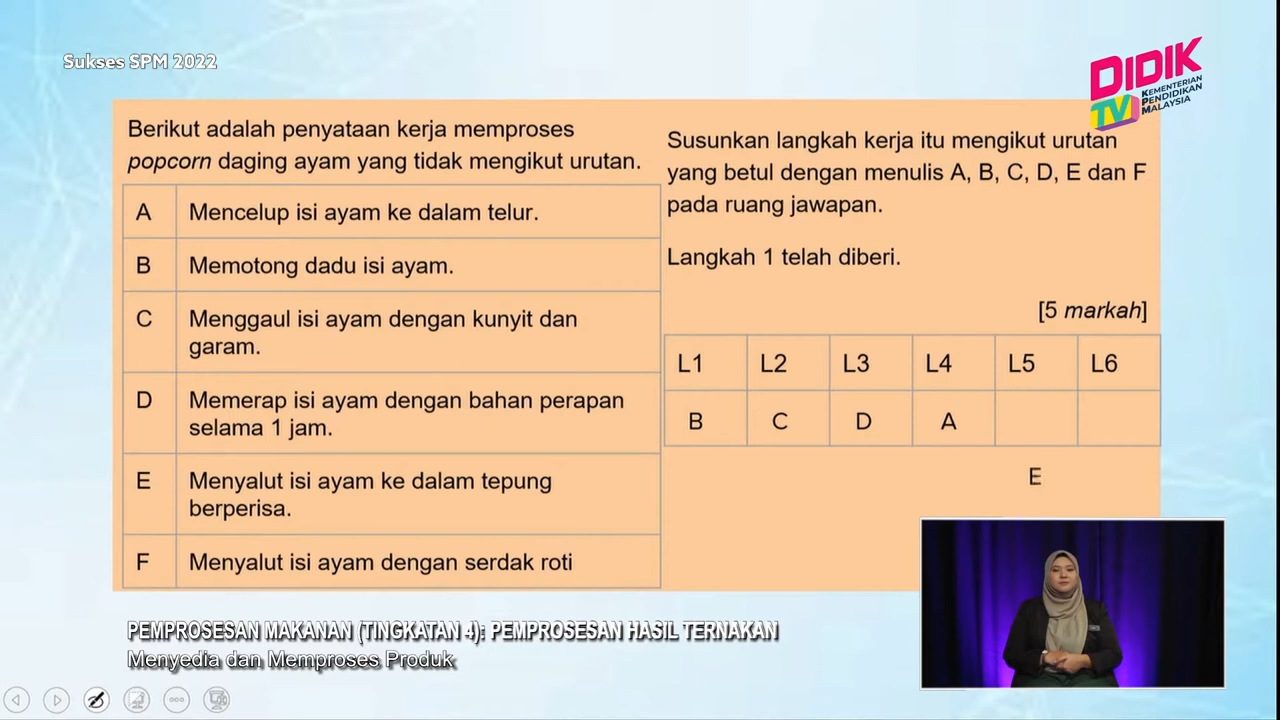 Sukses SPM 2022
DIDIK
TV
KEMENTERIAN
PENDIDIKAN
MALAYSIA
Berikut adalah penyataan kerja memproses
popcorn daging ayam yang tidak mengikut urutan.
A Mencelup isi ayam ke dalam telur.
B Memotong dadu isi ayam.
C Menggaul isi ayam dengan kunyit dan
garam.
D Memerap isi ayam dengan bahan perapan
selama 1 jam.
E Menyalut isi ayam ke dalam tepung
berperisa.
F Menyalut isi ayam dengan serdak roti
Susunkan langkah kerja itu mengikut urutan
yang betul dengan menulis A, B, C, D, E dan F
pada ruang jawapan.
Langkah 1 telah diberi.
[5 markah]
L1 L2 L3 L4 L5 L6
B C D A
E
PEMPROSESAN MAKANAN (TINGKATAN 4): PEMPROSESAN HASIL TERNAKAN
Menyedia dan Memproses Produk